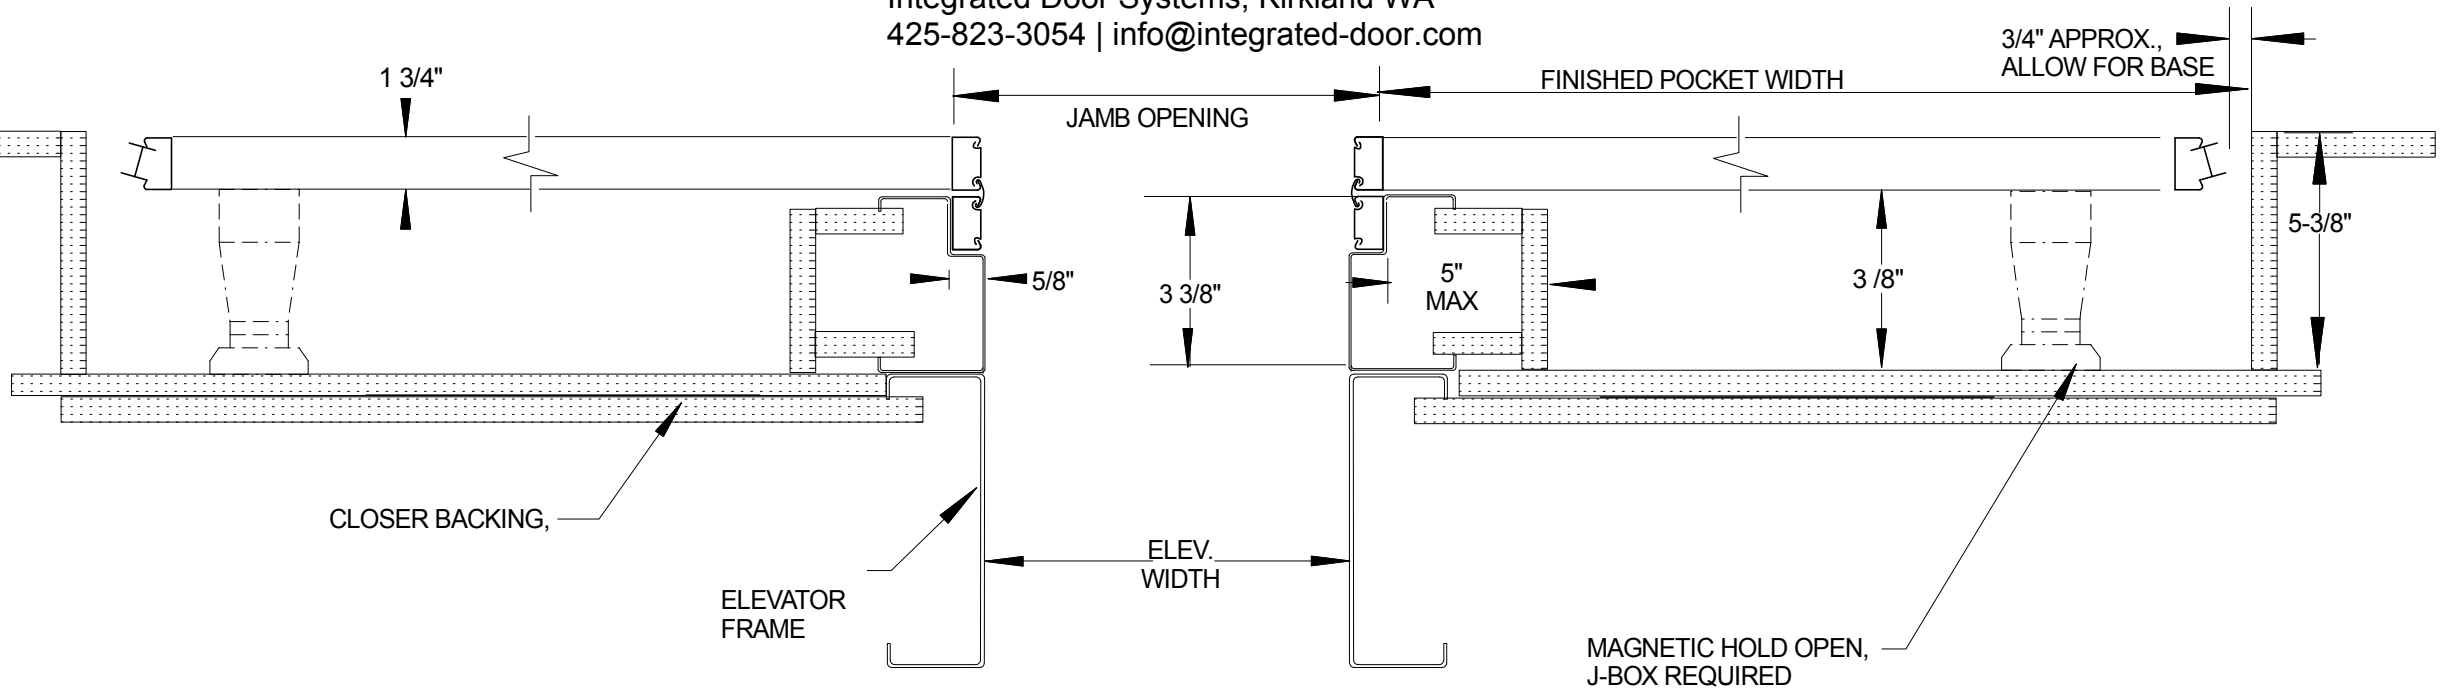 Integrated Door Systems, Kirkland WA
425-823-3054 | info@integrated-door.com
3/4" APPROX.,
ALLOW FOR BASE
1 3/4"
FINISHED POCKET WIDTH
JAMB OPENING
5-3/8"
5/8"
3 3/8"
5"
MAX
3 /8"
CLOSER BACKING,
ELEV.
WIDTH
ELEVATOR
FRAME
MAGNETIC HOLD OPEN,
J-BOX REQUIRED